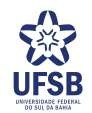 UFSB
UNIVERSIDADE FEDERAL
DO SUL DA BAHIA